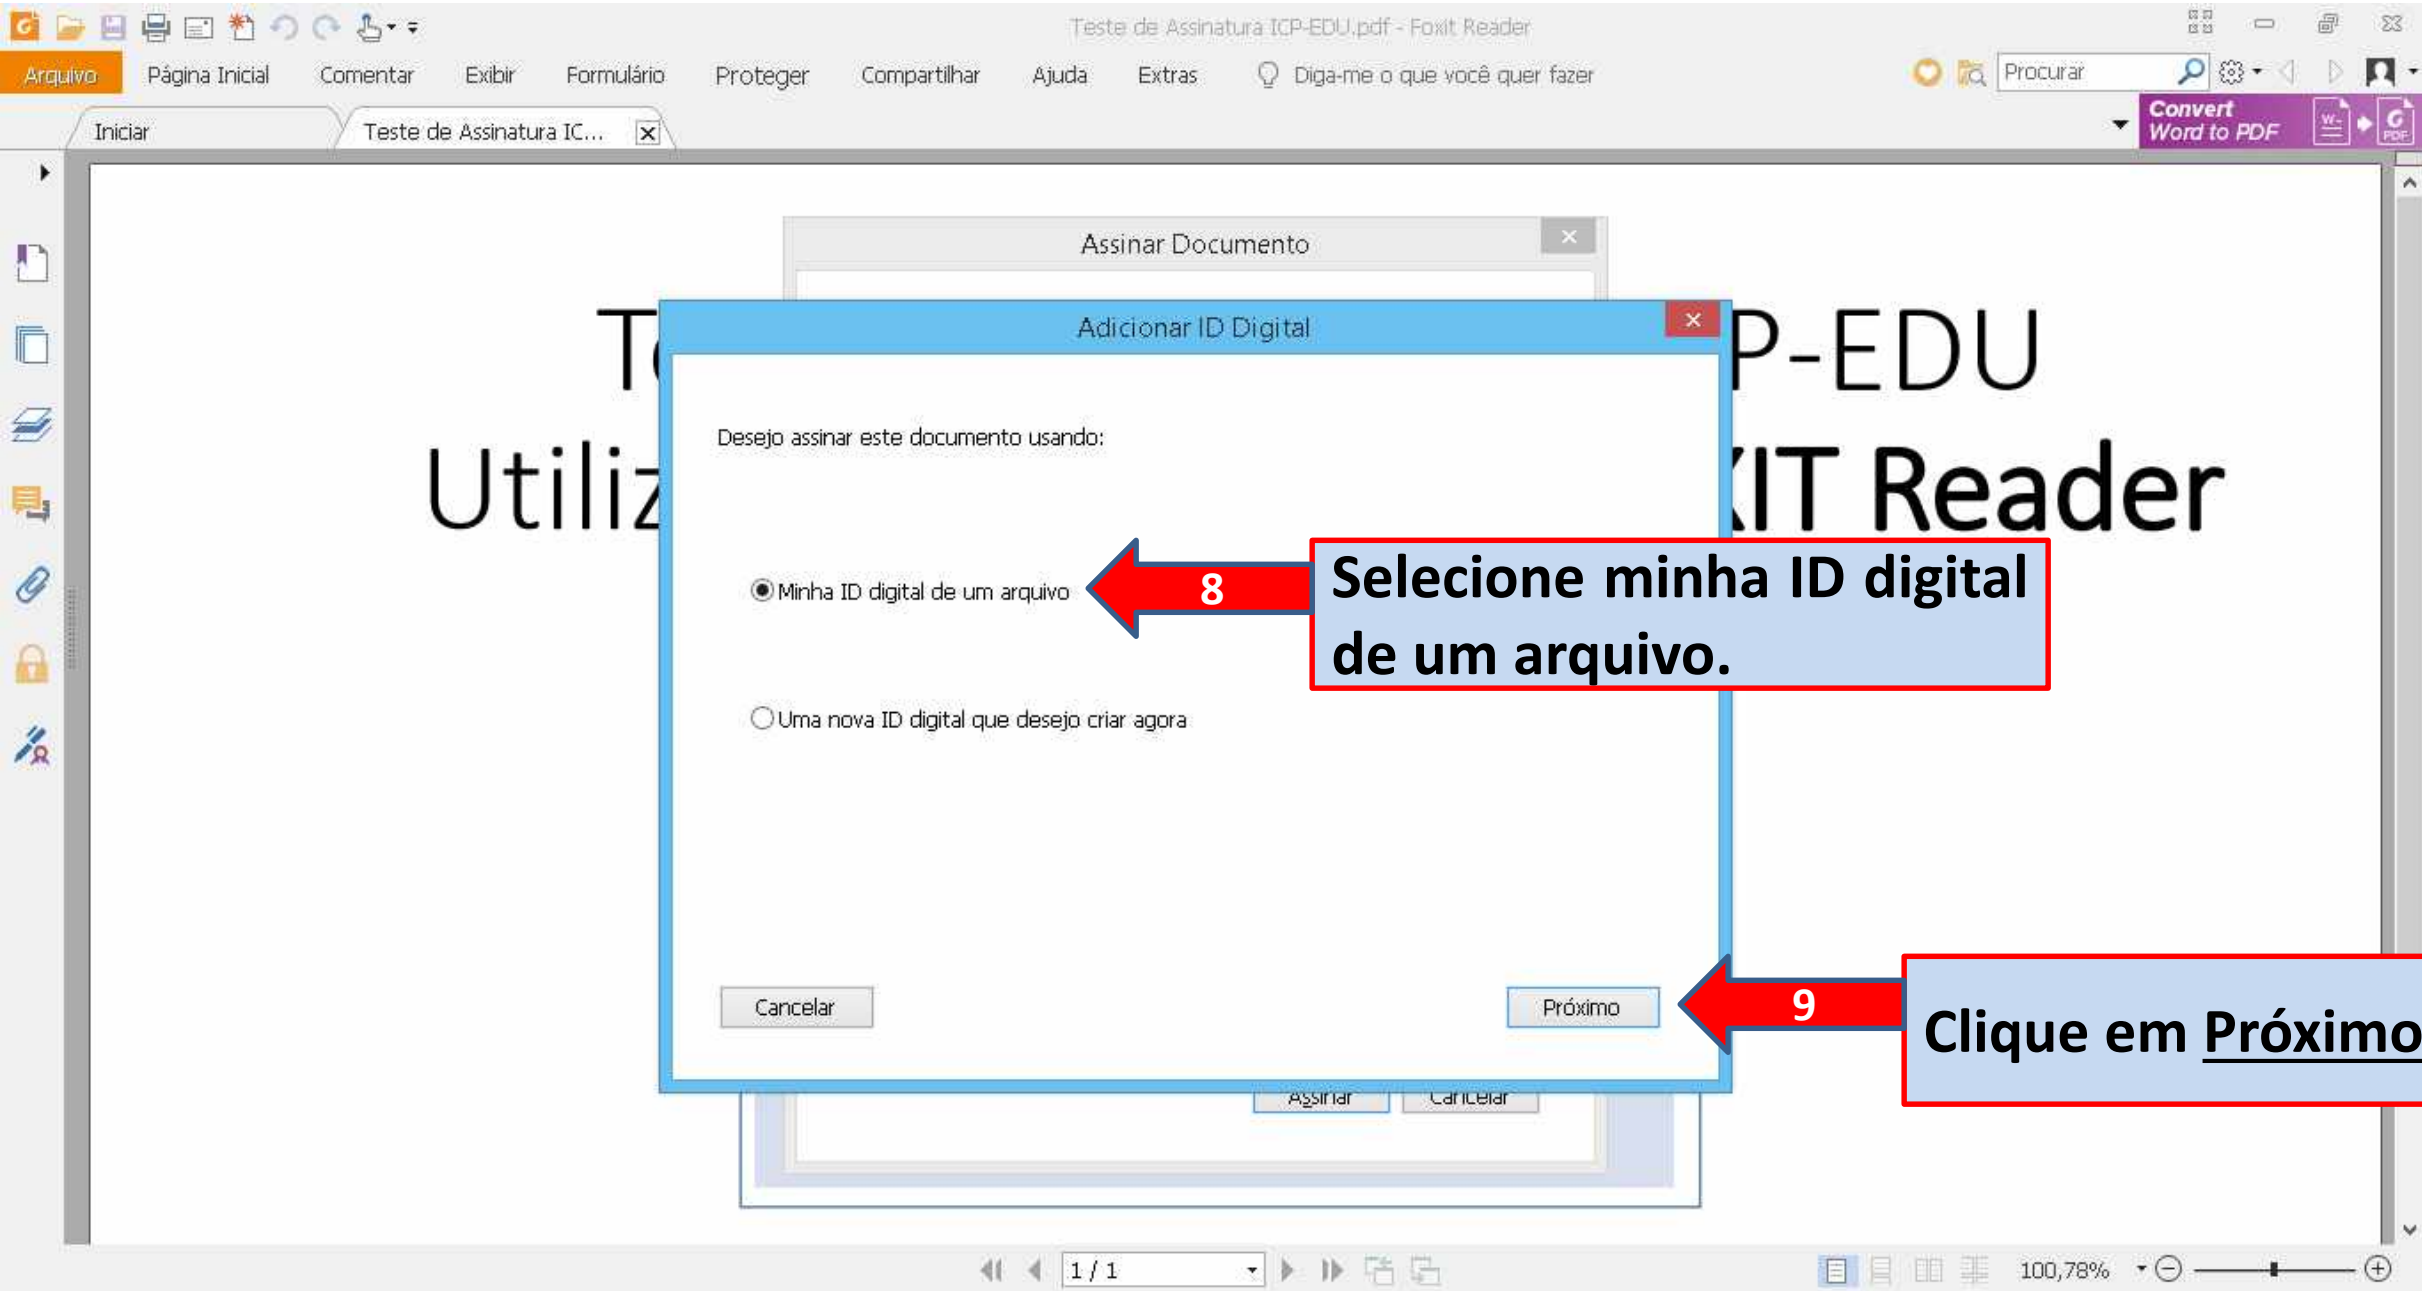 Teste de Assinatura ICP-EDU.pdf - Foxit Reader
Arquivo Página Inicial Comentar Exibir Formulário Proteger Compartilhar Ajuda Extras Diga-me o que você quer fazer Procurar
Iniciar Teste de Assinatura IC...
Convert
Word to PDF
W
PDF
Assinar Documento
Adicionar ID Digital
P-EDU
Utiliz
IT Reader
Desejo assinar este documento usando:
Minha ID digital de um arquivo
8
Selecione minha ID digital
de um arquivo.
Uma nova ID digital que desejo criar agora
Cancelar Próximo
9
Clique em Próximo
Assinar Cancelar
1 / 1
100,78%